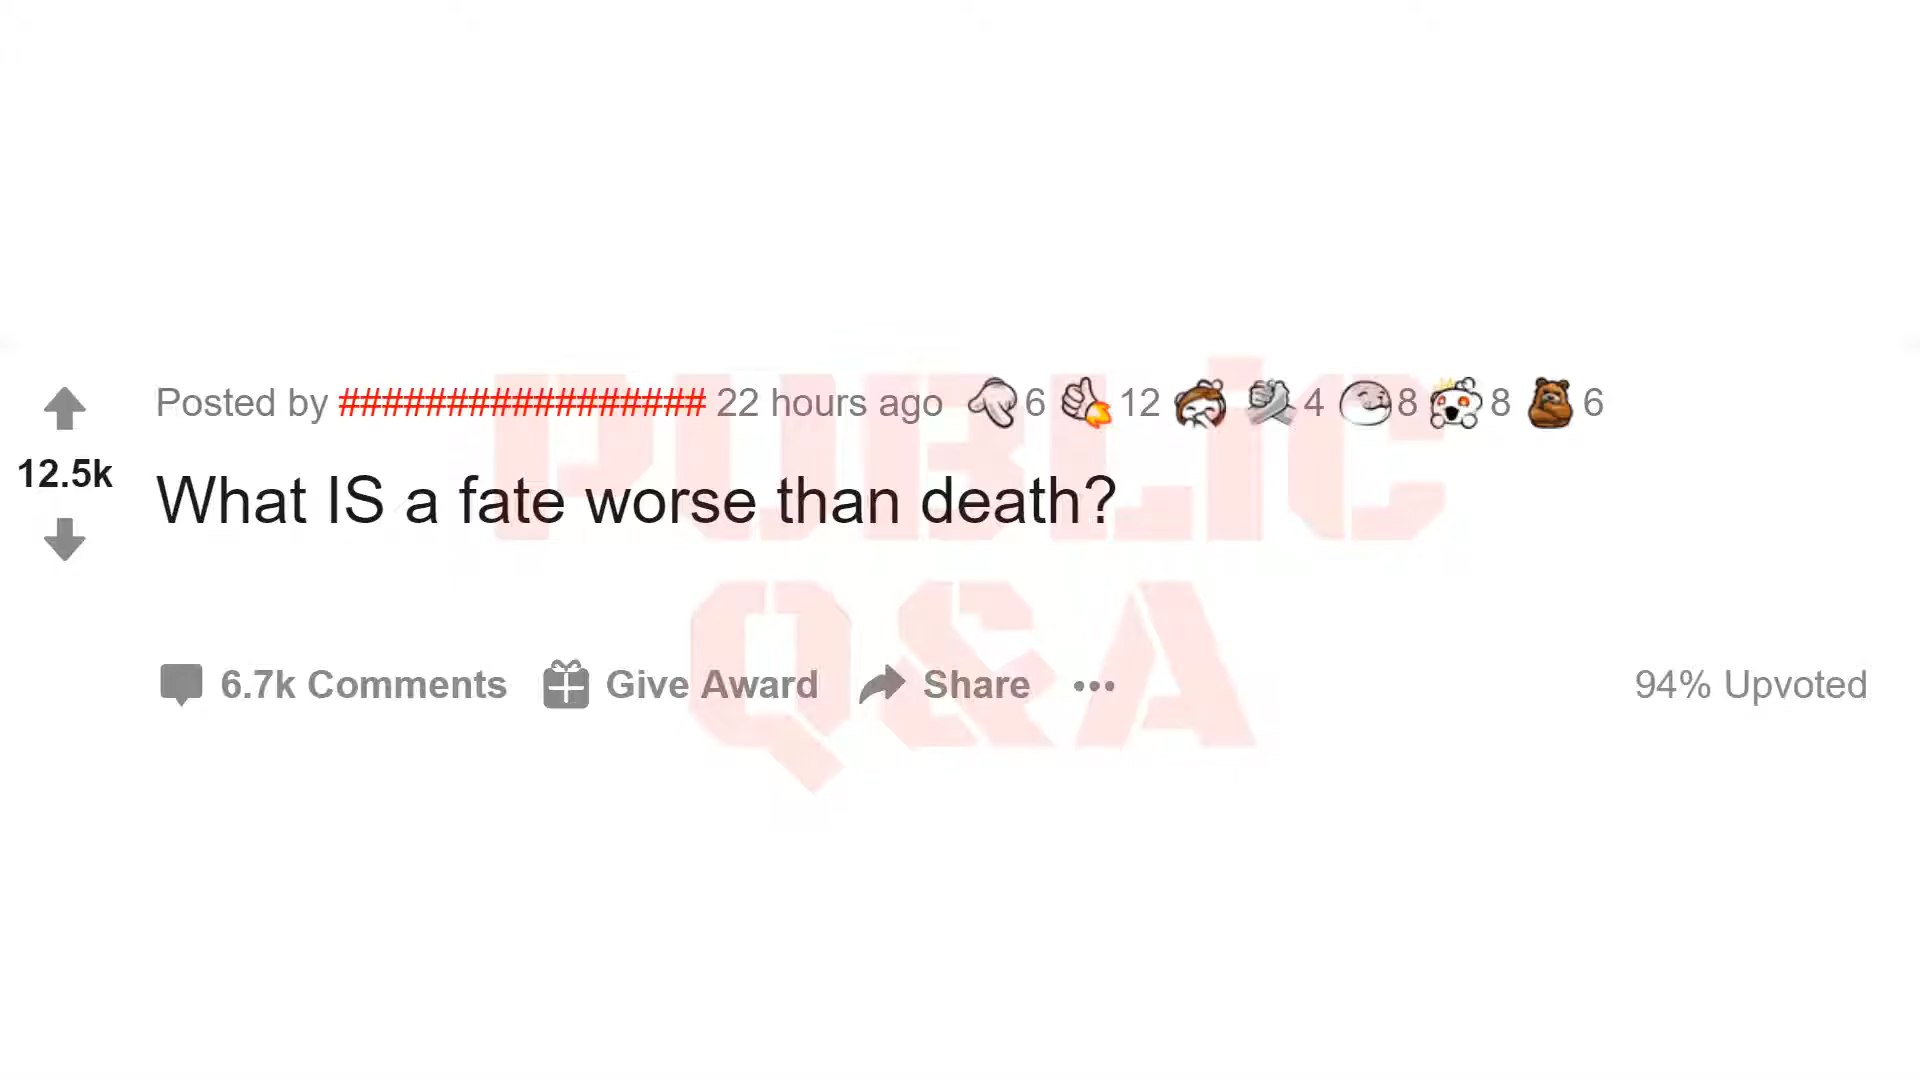 Posted by ################# 22 hours ago 6 12 4 8 8 6
12.5k
What IS a fate worse than death?
PUBLIC
Q&A
6.7k Comments Give Award Share ••• 94% Upvoted